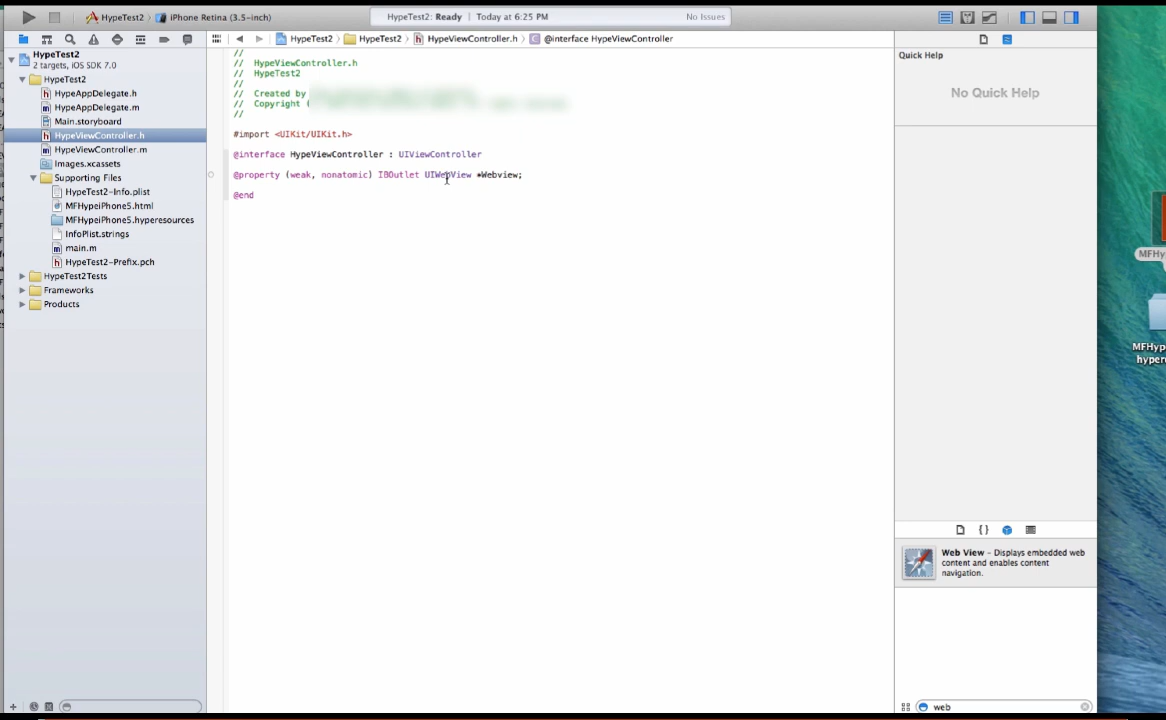 HypeTest2 〉 iPhone Retina (3.5-inch)
HypeTest2: Ready | Today at 6:25 PM
No Issues
HypeTest2 〉 HypeTest2 〉 HypeViewController.h 〉 @interface HypeViewController
HypeTest2
2 targets, iOS SDK 7.0
HypeTest2
HypeAppDelegate.h
HypeAppDelegate.m
Main.storyboard
HypeViewController.h
HypeViewController.m
Images.xcassets
Supporting Files
HypeTest2-Info.plist
MFHypeiPhone5.html
MFHypeiPhone5.hyperesources
InfoPlist.strings
main.m
HypeTest2-Prefix.pch
HypeTest2Tests
Frameworks
Products
//
//  HypeViewController.h
//  HypeTest2
//
//  Created by
//  Copyright (
//
#import <UIKit/UIKit.h>
@interface HypeViewController : UIViewController
@property (weak, nonatomic) IBOutlet UIWebView *Webview;
@end
Quick Help
No Quick Help
{ }
Web View - Displays embedded web
content and enables content
navigation.
web
MFHy
MFHyp
hyper